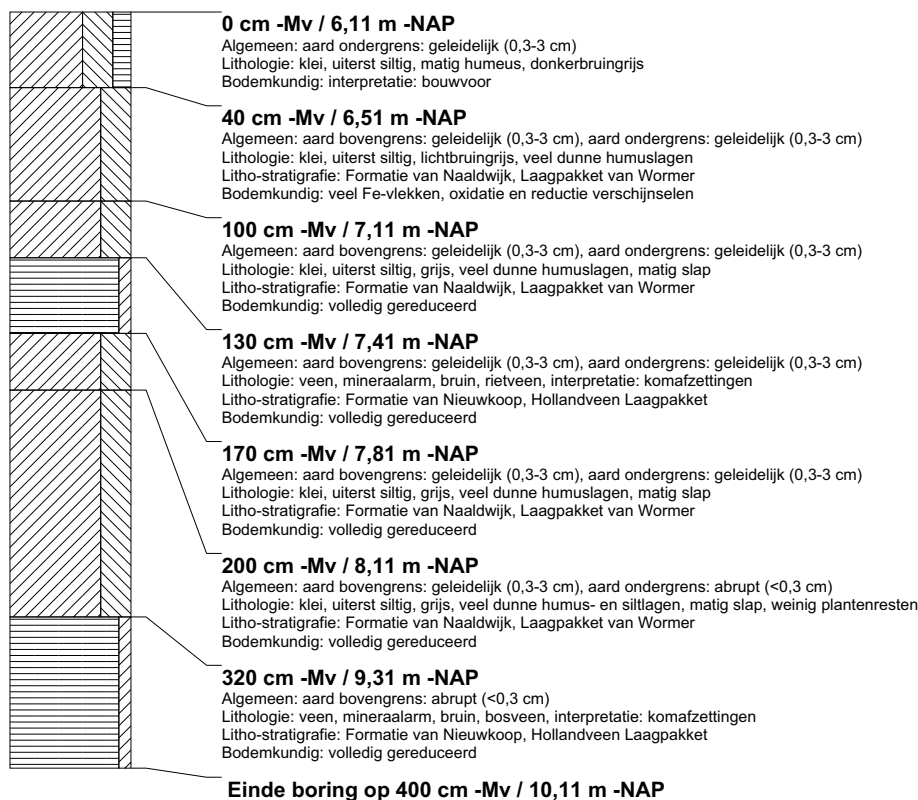 0 cm -Mv / 6,11 m -NAP
Algemeen: aard ondergrens: geleidelijk (0,3-3 cm)
Lithologie: klei, uiterst siltig, matig humeus, donkerbruingrijs
Bodemkundig: interpretatie: bouwvoor
40 cm -Mv / 6,51 m -NAP
Algemeen: aard bovengrens: geleidelijk (0,3-3 cm), aard ondergrens: geleidelijk (0,3-3 cm)
Lithologie: klei, uiterst siltig, lichtbruingrijs, veel dunne humuslagen
Litho-stratigrafie: Formatie van Naaldwijk, Laagpakket van Wormer
Bodemkundig: veel Fe-vlekken, oxidatie en reductie verschijnselen
100 cm -Mv / 7,11 m -NAP
Algemeen: aard bovengrens: geleidelijk (0,3-3 cm), aard ondergrens: geleidelijk (0,3-3 cm)
Lithologie: klei, uiterst siltig, grijs, veel dunne humuslagen, matig slap
Litho-stratigrafie: Formatie van Naaldwijk, Laagpakket van Wormer
Bodemkundig: volledig gereduceerd
130 cm -Mv / 7,41 m -NAP
Algemeen: aard bovengrens: geleidelijk (0,3-3 cm), aard ondergrens: geleidelijk (0,3-3 cm)
Lithologie: veen, mineraalarm, bruin, rietveen, interpretatie: komafzettingen
Litho-stratigrafie: Formatie van Nieuwkoop, Hollandveen Laagpakket
Bodemkundig: volledig gereduceerd
170 cm -Mv / 7,81 m -NAP
Algemeen: aard bovengrens: geleidelijk (0,3-3 cm), aard ondergrens: geleidelijk (0,3-3 cm)
Lithologie: klei, uiterst siltig, grijs, veel dunne humuslagen, matig slap
Litho-stratigrafie: Formatie van Naaldwijk, Laagpakket van Wormer
Bodemkundig: volledig gereduceerd
200 cm -Mv / 8,11 m -NAP
Algemeen: aard bovengrens: geleidelijk (0,3-3 cm), aard ondergrens: abrupt (<0,3 cm)
Lithologie: klei, uiterst siltig, grijs, veel dunne humus- en siltlagen, matig slap, weinig plantenresten
Litho-stratigrafie: Formatie van Naaldwijk, Laagpakket van Wormer
Bodemkundig: volledig gereduceerd
320 cm -Mv / 9,31 m -NAP
Algemeen: aard bovengrens: abrupt (<0,3 cm)
Lithologie: veen, mineraalarm, bruin, bosveen, interpretatie: komafzettingen
Litho-stratigrafie: Formatie van Nieuwkoop, Hollandveen Laagpakket
Bodemkundig: volledig gereduceerd
Einde boring op 400 cm -Mv / 10,11 m -NAP